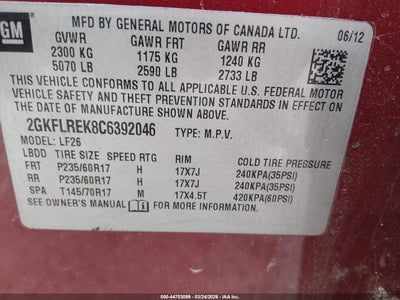 GM
MFD BY GENERAL MOTORS OF CANADA LTD.
06/12
GVWR GAWR FRT GAWR RR
2300 KG 1175 KG 1240 KG
5070 LB 2590 LB 2733 LB
THIS VEHICLE CONFORMS TO ALL APPLICABLE U.S. FEDERAL MOTOR
VEHICLE SAFETY, BUMPER, AND THEFT PREVENTION STANDARDS IN EFFECT ON
THE DATE OF MANUFACTURE SHOWN ABOVE.
2GKFLREK8C6392046 TYPE: M.P.V.
MODEL: LF26
LBDD TIRE SIZE SPEED RTG RIM COLD TIRE PRESSURE
FRT P235/60R17 H 17X7J 240KPA(35PSI)
RR P235/60R17 H 17X7J 240KPA(35PSI)
SPA T145/70R17 M 17X4.5T 420KPA(60PSI)
SEE OWNER'S MANUAL FOR MORE INFORMATION.
000-44703099 - 03/24/2026 - IAA Inc.